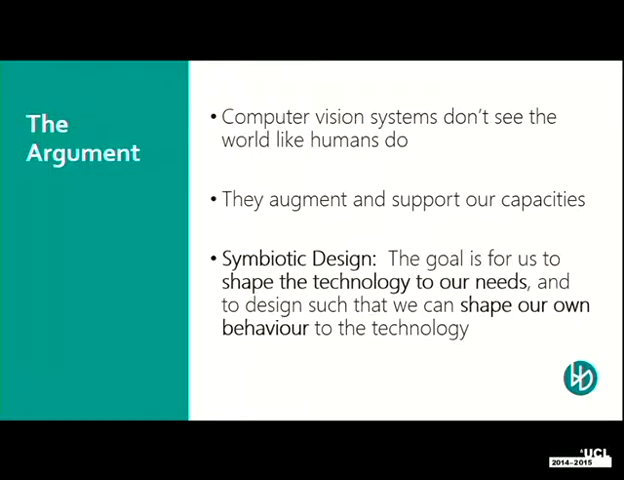 The
Argument
• Computer vision systems don't see the
world like humans do
• They augment and support our capacities
• Symbiotic Design: The goal is for us to
shape the technology to our needs, and
to design such that we can shape our own
behaviour to the technology
UCL
2014–2015